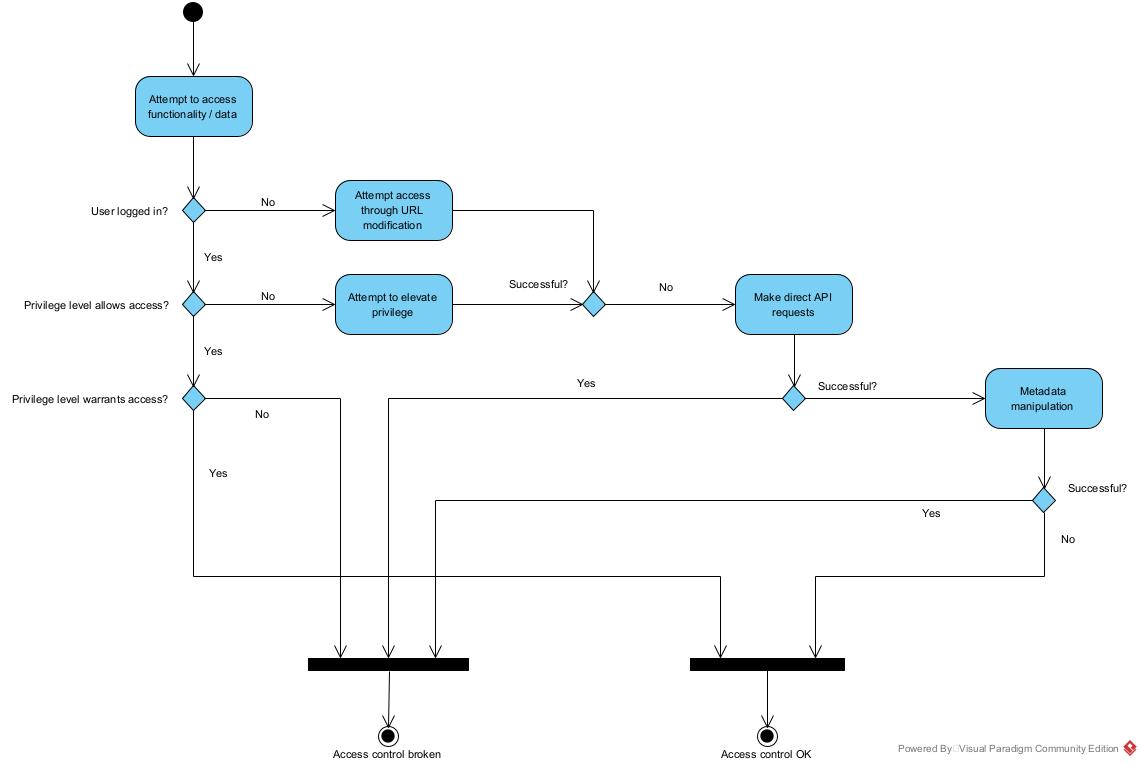 Attempt to access
functionality / data
User logged in?
No
Attempt access
through URL
modification
Yes
Privilege level allows access?
No
Attempt to elevate
privilege
Successful?
No
Make direct API
requests
Yes
Privilege level warrants access?
No
Yes
Successful?
Metadata
manipulation
Yes
Successful?
Yes
No
Access control broken
Access control OK
Powered By Visual Paradigm Community Edition